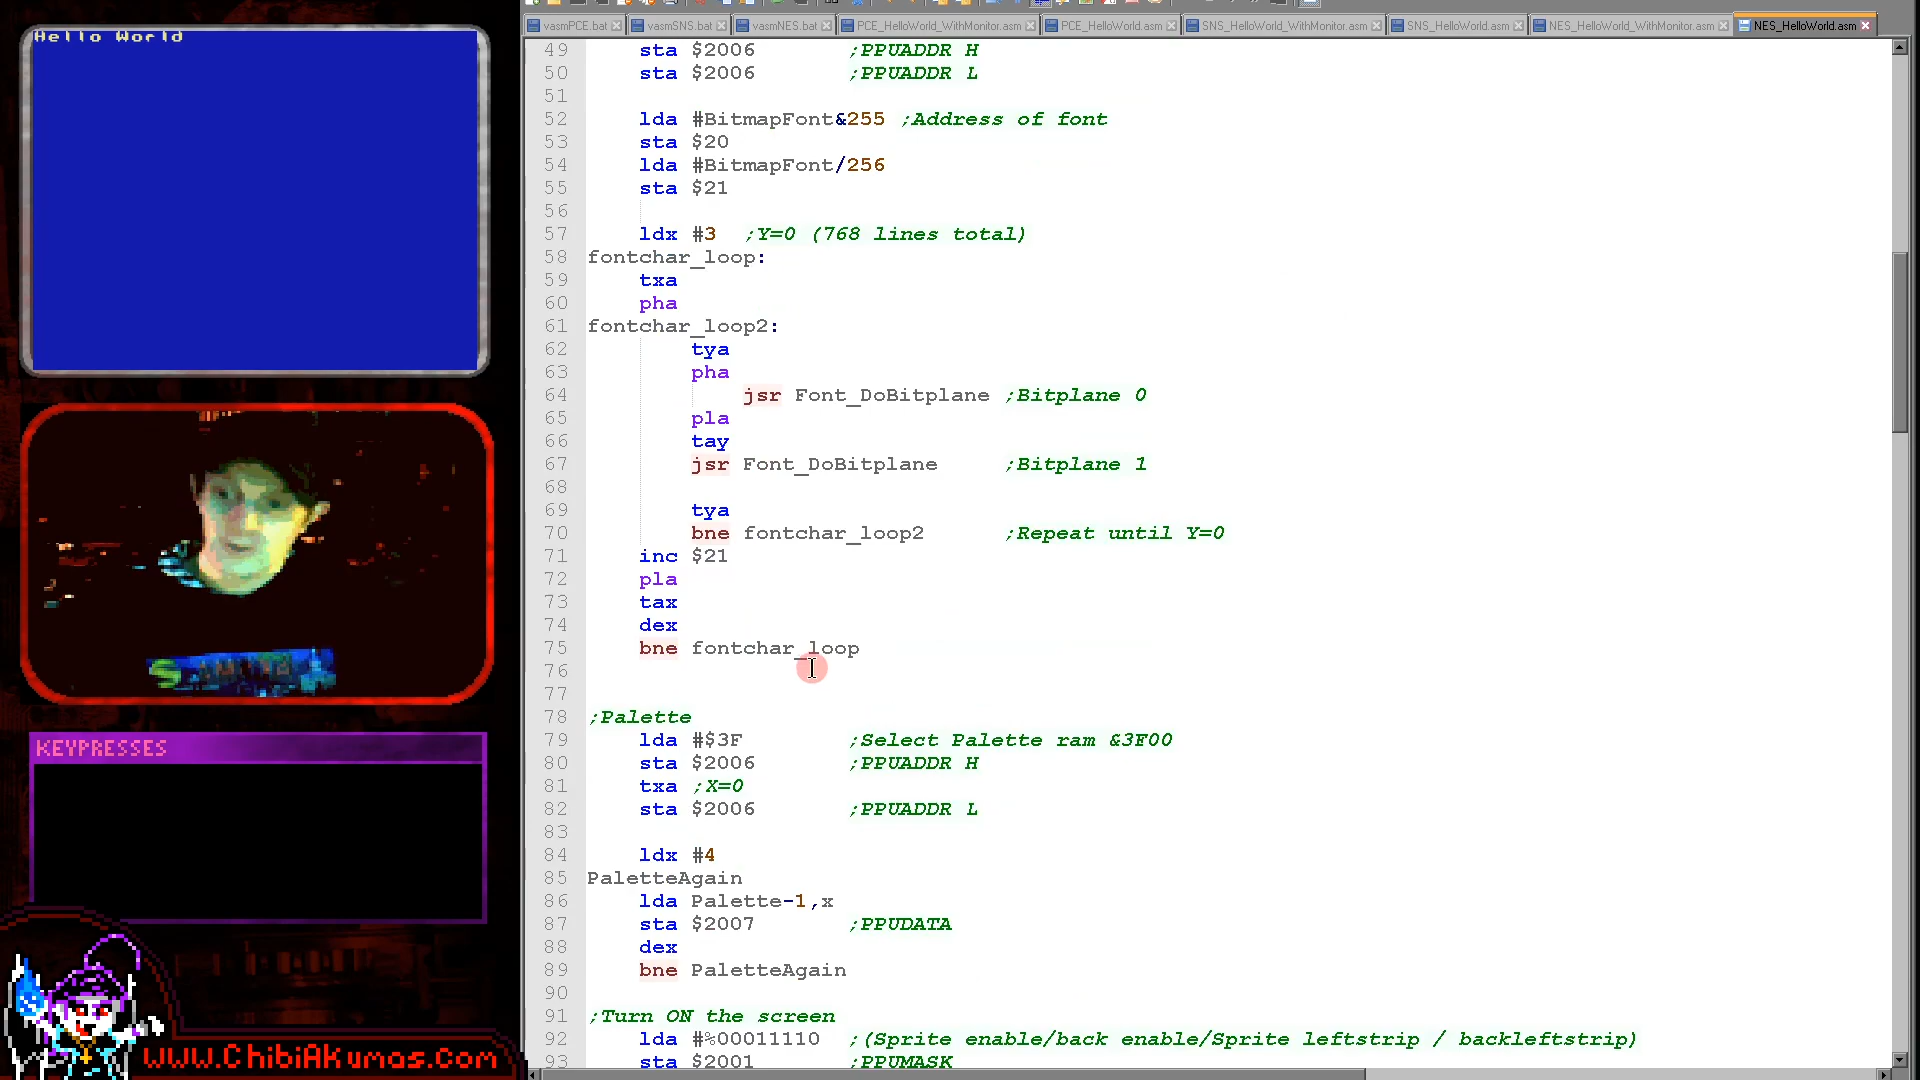 Hello World
vasmPCE.bat
vasmSNS.bat
vasmNES.bat
PCE_HelloWorld_WithMonitor.asm
PCE_HelloWorld.asm
SNS_HelloWorld_WithMonitor.asm
SNS_HelloWorld.asm
NES_HelloWorld_WithMonitor.asm
NES_HelloWorld.asm
49 sta $2006 ;PPUADDR H
50 sta $2006 ;PPUADDR L
51
52 lda #BitmapFont&255 ;Address of font
53 sta $20
54 lda #BitmapFont/256
55 sta $21
56
57 ldx #3 ;Y=0 (768 lines total)
58 fontchar_loop:
59 txa
60 pha
61 fontchar_loop2:
62 tya
63 pha
64 jsr Font_DoBitplane ;Bitplane 0
65 pla
66 tay
67 jsr Font_DoBitplane ;Bitplane 1
68
69 tya
70 bne fontchar_loop2 ;Repeat until Y=0
71 inc $21
72 pla
73 tax
74 dex
75 bne fontchar_loop
76
77
78 ;Palette
79 lda #$3F ;Select Palette ram &3F00
80 sta $2006 ;PPUADDR H
81 txa ;X=0
82 sta $2006 ;PPUADDR L
83
84 ldx #4
85 PaletteAgain
86 lda Palette-1,x
87 sta $2007 ;PPUDATA
88 dex
89 bne PaletteAgain
90
91 ;Turn ON the screen
92 lda #%00011110 ;(Sprite enable/back enable/Sprite leftstrip / backleftstrip)
93 sta $2001 ;PPUMASK
KEYPRESSES
www.ChibiAkumas.com